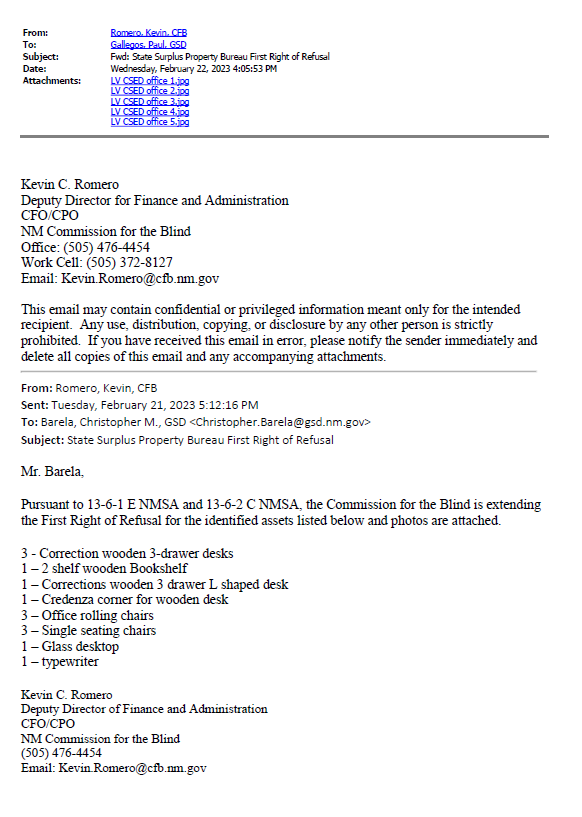 From: Romero, Kevin, CFB
To: Gallegos, Paul, GSD
Subject: Fwd: State Surplus Property Bureau First Right of Refusal
Date: Wednesday, February 22, 2023 4:05:53 PM
Attachments: LV CSED office 1.jpg
LV CSED office 2.jpg
LV CSED office 3.jpg
LV CSED office 4.jpg
LV CSED office 5.jpg
Kevin C. Romero
Deputy Director for Finance and Administration
CFO/CPO
NM Commission for the Blind
Office: (505) 476-4454
Work Cell: (505) 372-8127
Email: Kevin.Romero@cfb.nm.gov
This email may contain confidential or privileged information meant only for the intended
recipient.  Any use, distribution, copying, or disclosure by any other person is strictly
prohibited.  If you have received this email in error, please notify the sender immediately and
delete all copies of this email and any accompanying attachments.
From: Romero, Kevin, CFB
Sent: Tuesday, February 21, 2023 5:12:16 PM
To: Barela, Christopher M., GSD <Christopher.Barela@gsd.nm.gov>
Subject: State Surplus Property Bureau First Right of Refusal
Mr. Barela,
Pursuant to 13-6-1 E NMSA and 13-6-2 C NMSA, the Commission for the Blind is extending
the First Right of Refusal for the identified assets listed below and photos are attached.
3 - Correction wooden 3-drawer desks
1 – 2 shelf wooden Bookshelf
1 – Corrections wooden 3 drawer L shaped desk
1 – Credenza corner for wooden desk
3 – Office rolling chairs
3 – Single seating chairs
1 – Glass desktop
1 – typewriter
Kevin C. Romero
Deputy Director of Finance and Administration
CFO/CPO
NM Commission for the Blind
(505) 476-4454
Email: Kevin.Romero@cfb.nm.gov